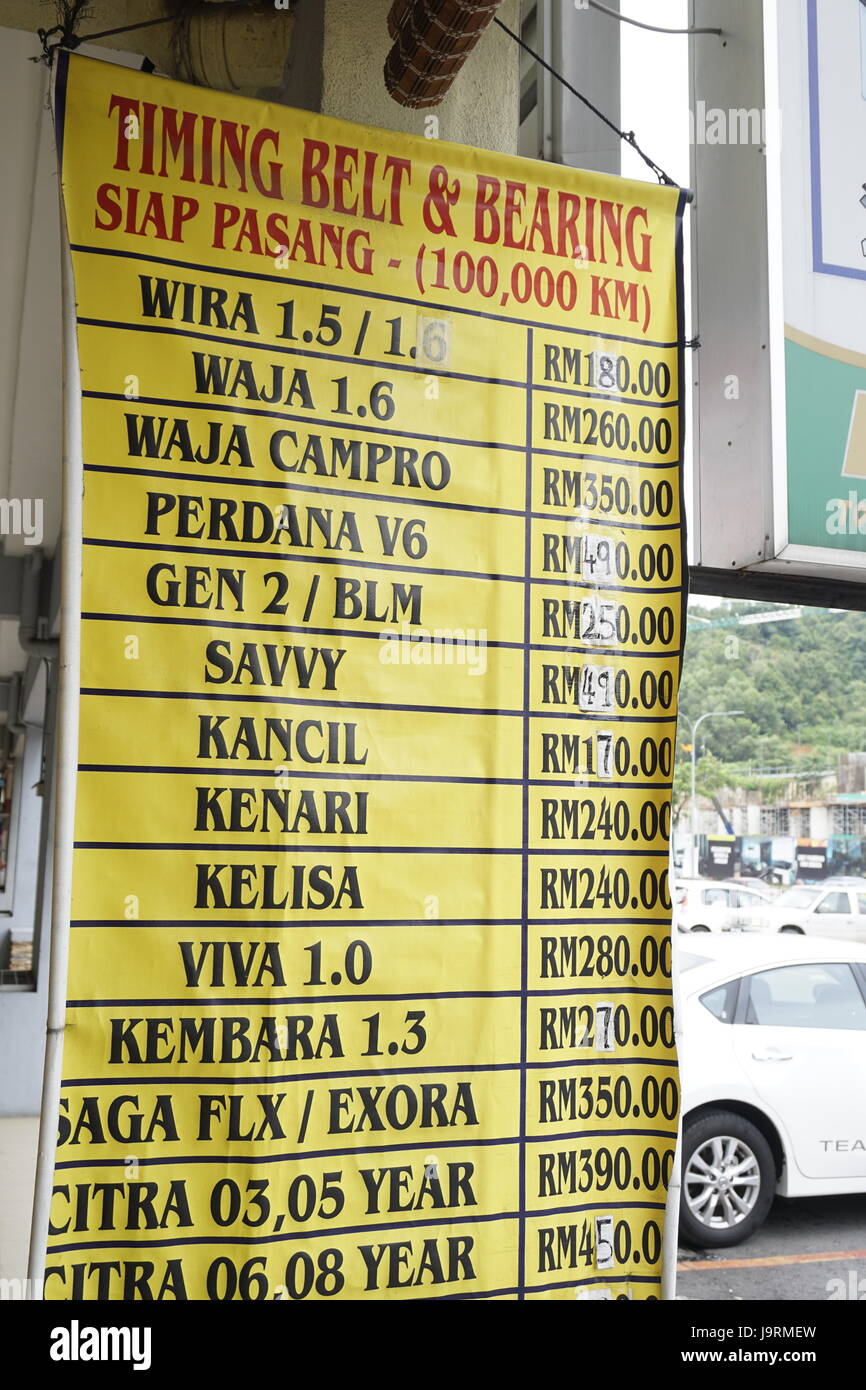 TIMING BELT & BEARING
SIAP PASANG - (100,000 KM)
WIRA 1.5 / 1.6 RM180.00
WAJA 1.6 RM260.00
WAJA CAMPRO RM350.00
PERDANA V6 RM490.00
GEN 2 / BLM RM250.00
SAVVY RM490.00
KANCIL RM170.00
KENARI RM240.00
KELISA RM240.00
VIVA 1.0 RM280.00
KEMBARA 1.3 RM270.00
SAGA FLX / EXORA RM350.00
CITRA 03,05 YEAR RM390.00
CITRA 06,08 YEAR RM450.0
TEA
alamy
Image ID: J9RMEW
www.alamy.com